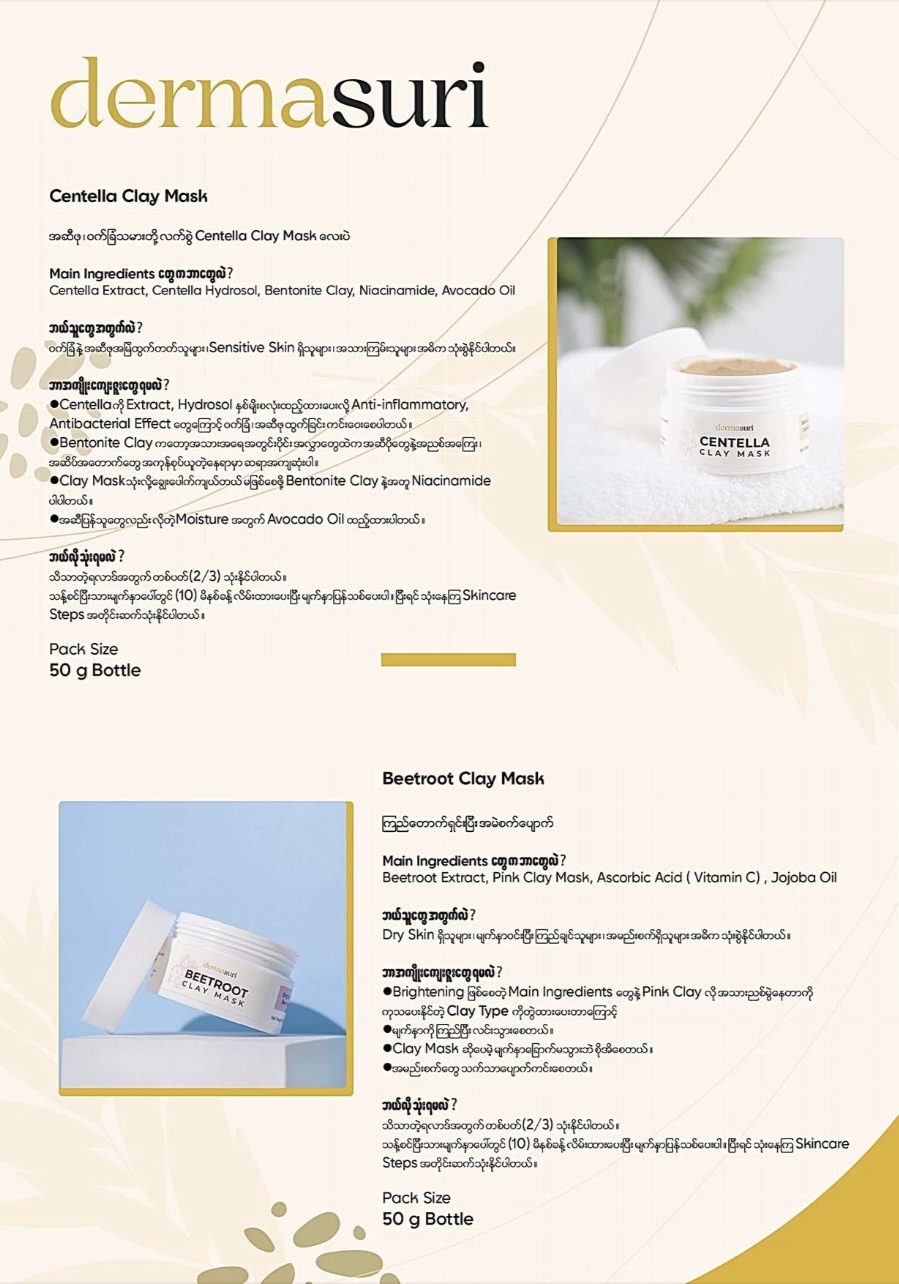 dermasuri
Centella Clay Mask
အဆီဖု၊ ဝက်ခြံသမားတို့ လက်စွဲ Centella Clay Mask လေးပဲ
Main Ingredients တွေက ဘာတွေလဲ ?
Centella Extract, Centella Hydrosol, Bentonite Clay, Niacinamide, Avocado Oil
ဘယ်သူတွေအတွက်လဲ ?
ဝက်ခြံနဲ့ အဆီဖုအမြဲထွက်တတ်သူများ၊ Sensitive Skin ရှိသူများ၊ အသားကြမ်းသူများ အဓိက သုံးစွဲနိုင်ပါတယ်။
ဘာအကျိုးကျေးဇူးတွေရမလဲ ?
●Centella ကို Extract, Hydrosol နှစ်မျိုးစလုံးထည့်ထားပေးလို့ Anti-inflammatory,
Antibacterial Effect တွေကြောင့် ဝက်ခြံ၊ အဆီဖုထွက်ခြင်း ကင်းဝေးစေပါတယ်။
●Bentonite Clay ကတော့ အသားအရေအတွင်းပိုင်း အလွှာတွေထဲက အဆီပိုတွေနဲ့အညစ်အကြေး၊
အဆိပ်အတောက်တွေ အကုန်စုပ်ယူတဲ့နေရာမှာ ဆရာအကျဆုံးပါ။
●Clay Mask သုံးလို့ချွေးပေါက်ကျယ်တယ် မဖြစ်စေဖို့ Bentonite Clay နဲ့အတူ Niacinamide
ပါပါတယ်။
●အဆီပြန်သူတွေလည်း လိုတဲ့ Moisture အတွက် Avocado Oil ထည့်ထားပါတယ်။
ဘယ်လိုသုံးရမလဲ ?
သိသာတဲ့ရလာဒ်အတွက် တစ်ပတ် (2/3) သုံးနိုင်ပါတယ်။
သန့်စင်ပြီးသားမျက်နှာပေါ်တွင် (10) မိနစ်ခန့် လိမ်းထားပေးပြီး မျက်နှာပြန်သစ်ပေးပါ။ ပြီးရင် သုံးနေကြ Skincare
Steps အတိုင်းဆက်သုံးနိုင်ပါတယ်။
Pack Size
50 g Bottle
dermasuri
CENTELLA
CLAY MASK
Beetroot Clay Mask
ကြည်တောက်ရှင်းပြီး အမဲစက်ပျောက်
Main Ingredients တွေက ဘာတွေလဲ ?
Beetroot Extract, Pink Clay Mask, Ascorbic Acid ( Vitamin C) , Jojoba Oil
ဘယ်သူတွေအတွက်လဲ ?
Dry Skin ရှိသူများ၊ မျက်နှာဝင်းပြီး ကြည်ချင်သူများ၊ အမည်းစက်ရှိသူများ အဓိက သုံးစွဲနိုင်ပါတယ်။
ဘာအကျိုးကျေးဇူးတွေရမလဲ ?
●Brightening ဖြစ်စေတဲ့ Main Ingredients တွေနဲ့ Pink Clay လို အသားညစ်မွဲနေတာကို
ကုသပေးနိုင်တဲ့ Clay Type ကိုတွဲထားပေးတာကြောင့်
●မျက်နှာကို ကြည်ပြီး လင်းသွားစေတယ်။
●Clay Mask ဆိုပေမဲ့ မျက်နှာခြောက်မသွားဘဲ စိုအိစေတယ်။
●အမည်းစက်တွေ သက်သာပျောက်ကင်းစေတယ်။
ဘယ်လိုသုံးရမလဲ ?
သိသာတဲ့ရလာဒ်အတွက် တစ်ပတ် (2/3) သုံးနိုင်ပါတယ်။
သန့်စင်ပြီးသားမျက်နှာပေါ်တွင် (10) မိနစ်ခန့် လိမ်းထားပေးပြီး မျက်နှာပြန်သစ်ပေးပါ။ ပြီးရင် သုံးနေကြ Skincare
Steps အတိုင်းဆက်သုံးနိုင်ပါတယ်။
Pack Size
50 g Bottle
dermasuri
BEETROOT
CLAY MASK